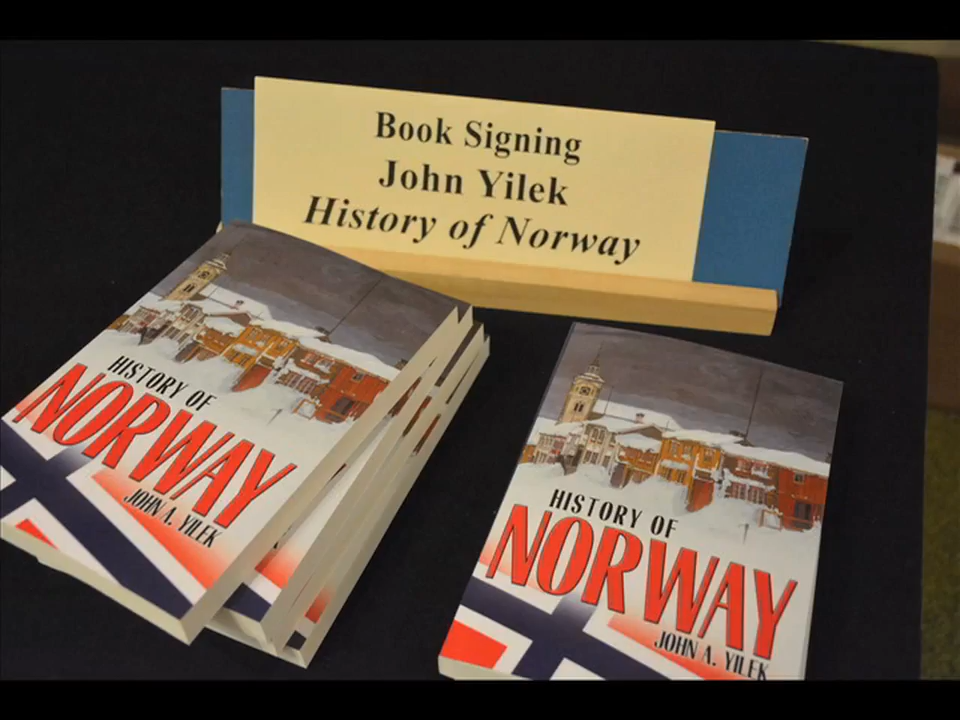 Book Signing
John Yilek
History of Norway
HISTORY OF
NORWAY
JOHN A. YILEK
HISTORY OF
NORWAY
JOHN A. YILEK